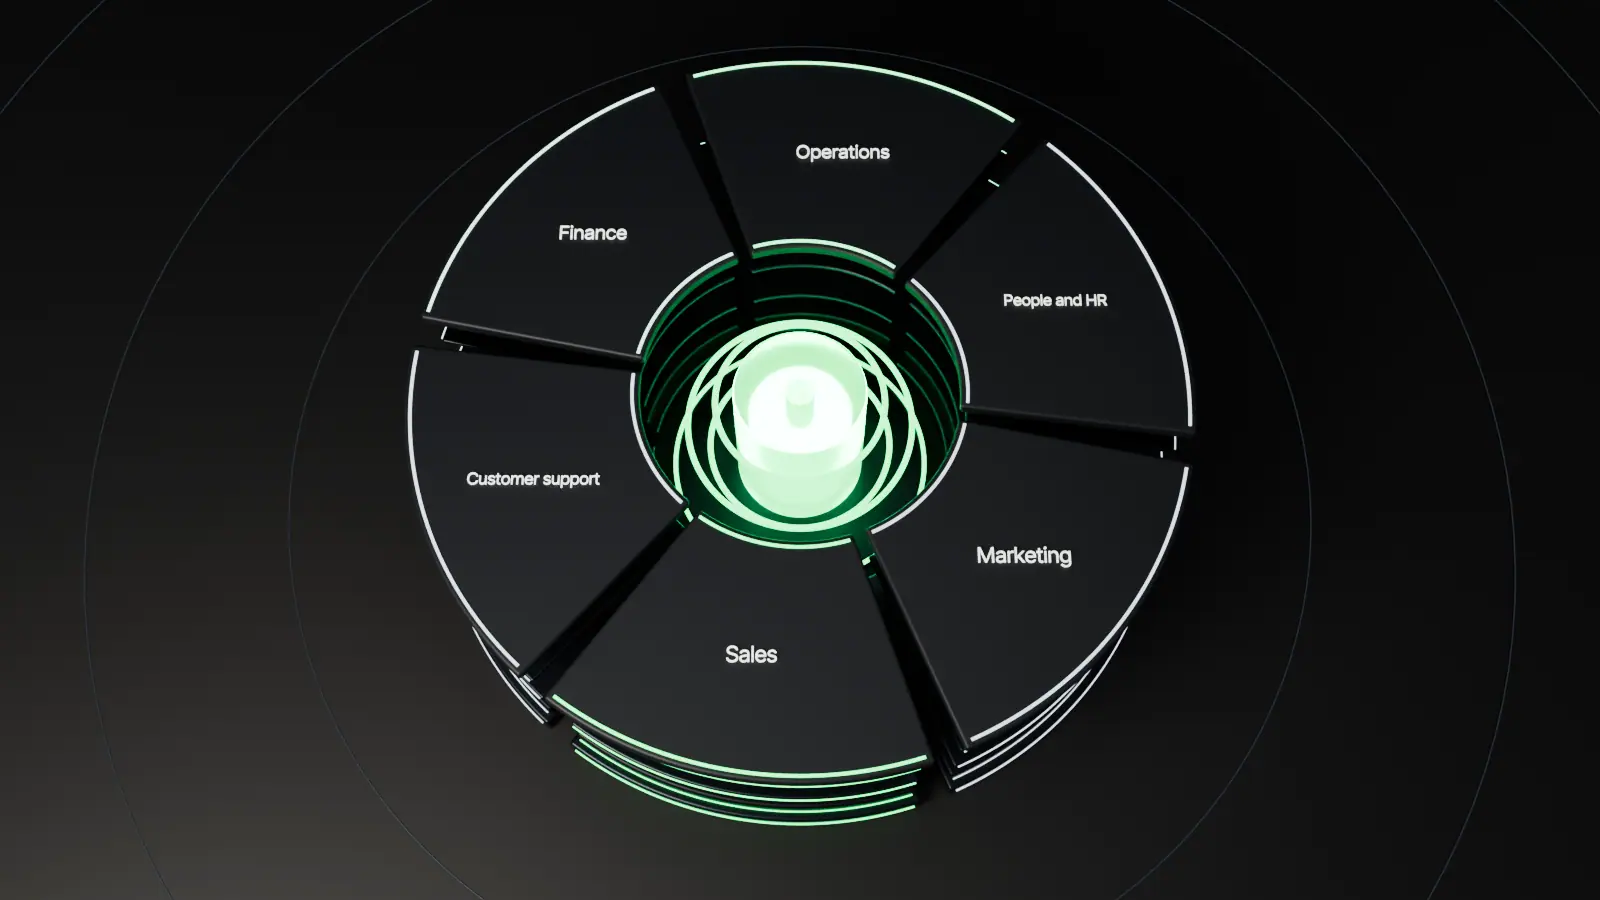 Operations
Finance
People and HR
Customer support
Marketing
Sales